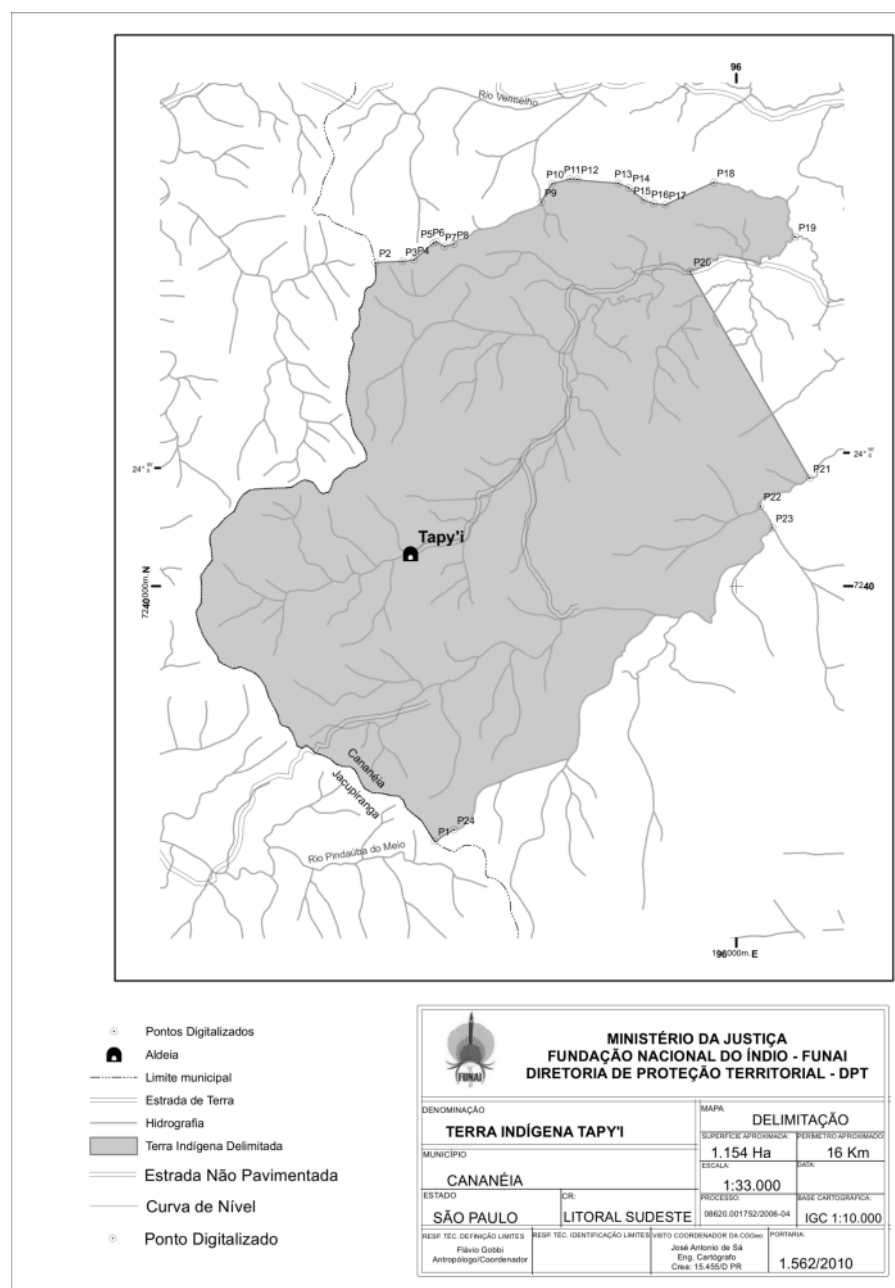 96
Rio Vermelho
P10 P11 P12
P13 P14
P18
P9
P15 P16 P17
P19
P5 P6
P7 P8
P2
P3 P4
P20
24°
24°
P21
P22
P23
Tapy'i
7240000m.N
7240
Cananéia
Jacupiranga
P1
P24
Rio Pindaúba do Meio
196000m.E
Pontos Digitalizados
Aldeia
Limite municipal
Estrada de Terra
Hidrografia
Terra Indígena Delimitada
Estrada Não Pavimentada
Curva de Nível
Ponto Digitalizado
FUNAI
MINISTÉRIO DA JUSTIÇA
FUNDAÇÃO NACIONAL DO ÍNDIO - FUNAI
DIRETORIA DE PROTEÇÃO TERRITORIAL - DPT
DENOMINAÇÃO
TERRA INDÍGENA TAPY'I
MAPA
DELIMITAÇÃO
SUPERFÍCIE APROXIMADA:
1.154 Ha
PERÍMETRO APROXIMADO:
16 Km
MUNICÍPIO
CANANÉIA
ESCALA:
1:33.000
DATA:
ESTADO
SÃO PAULO
CR:
LITORAL SUDESTE
PROCESSO:
08620.001752/2006-04
BASE CARTOGRÁFICA:
IGC 1:10.000
RESP. TÉC. DEFINIÇÃO LIMITES
Flávio Gobbi
Antropólogo/Coordenador
RESP. TÉC. IDENTIFICAÇÃO LIMITES
VISTO COORDENADOR DA CGGeo:
José Antonio de Sá
Eng. Cartógrafo
Crea: 15.455/D PR
PORTARIA:
1.562/2010